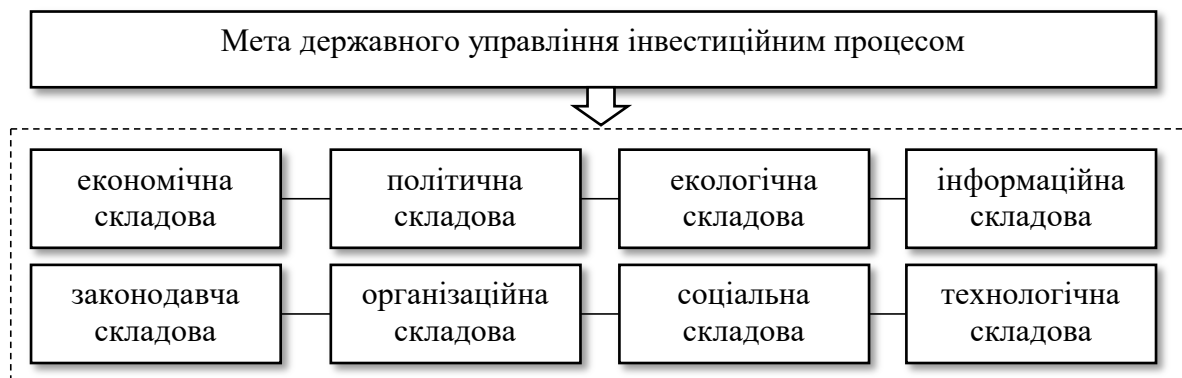 Мета державного управління інвестиційним процесом
економічна
складова
політична
складова
екологічна
складова
інформаційна
складова
законодавча
складова
організаційна
складова
соціальна
складова
технологічна
складова